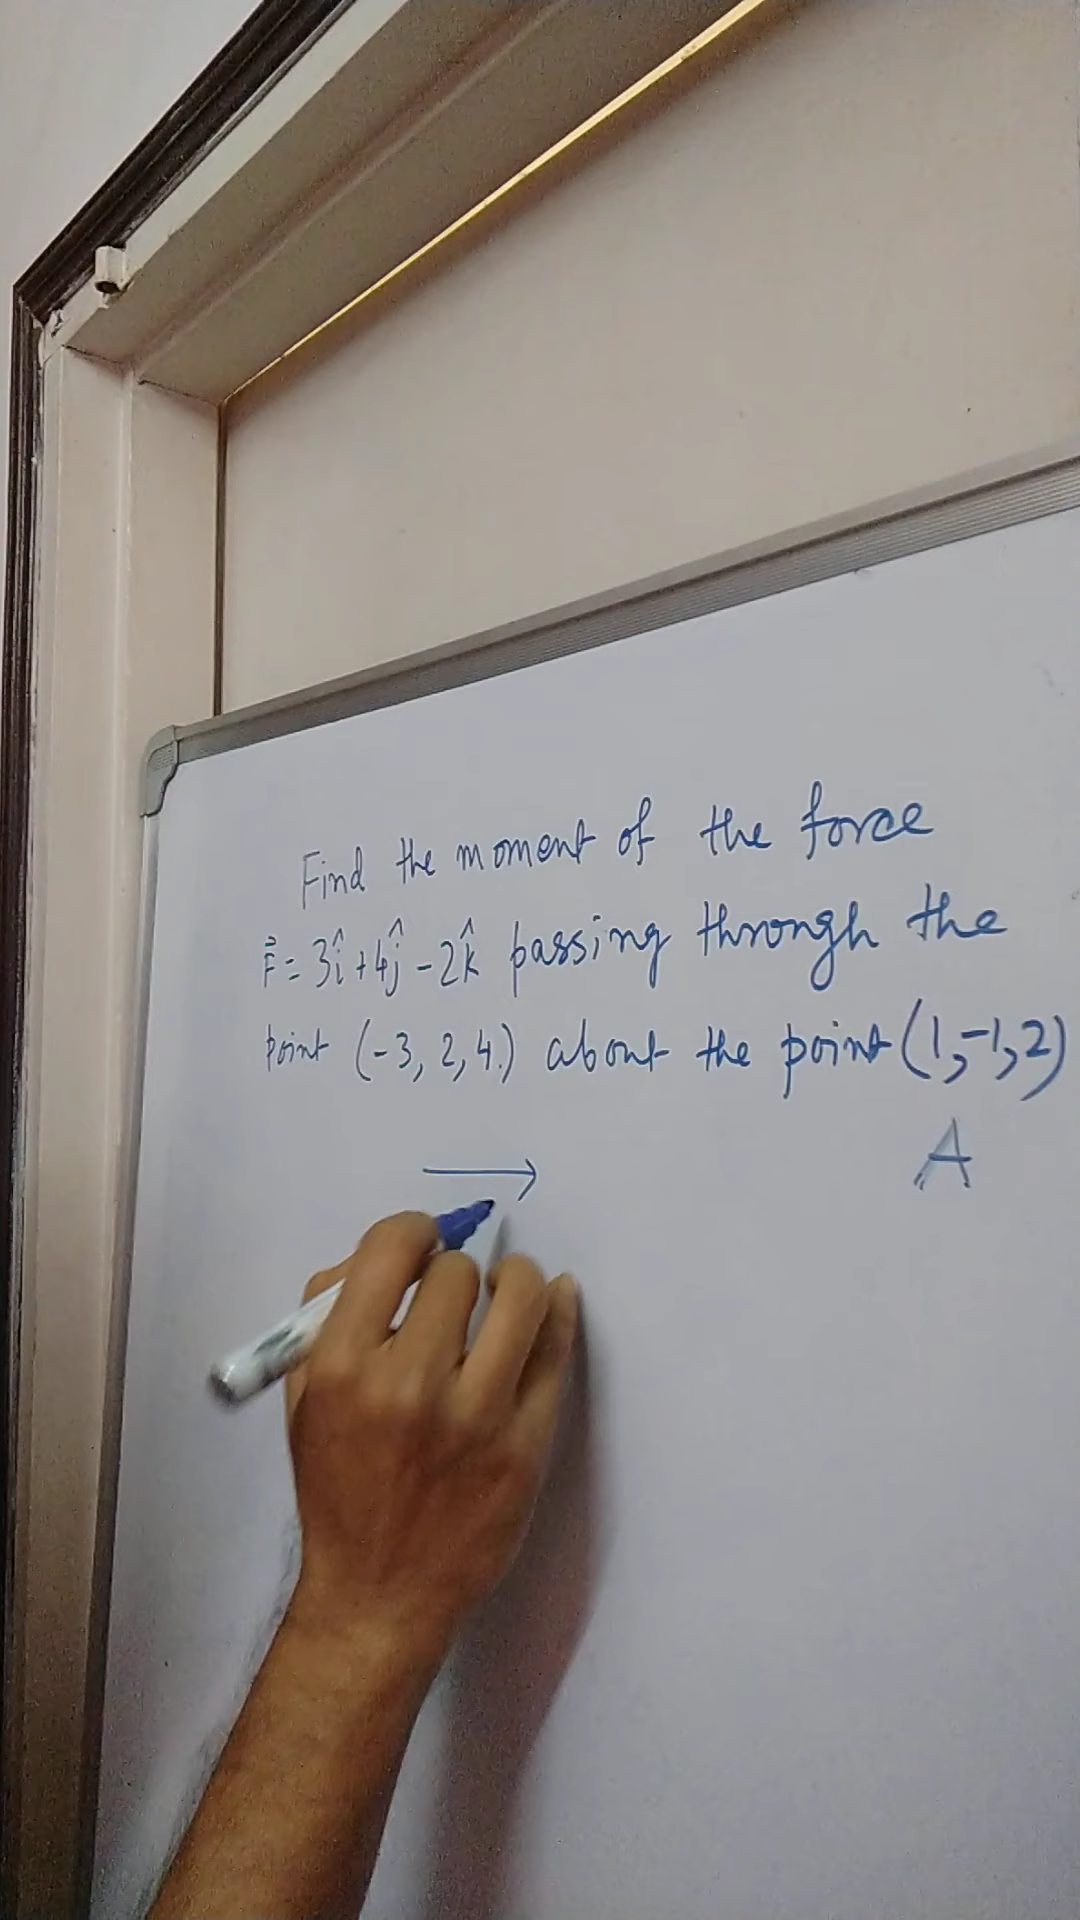 Find the moment of the force
F⃗ = 3î + 4ĵ - 2k̂ passing through the
point (-3, 2, 4.) about the point (1, -1, 2)
A